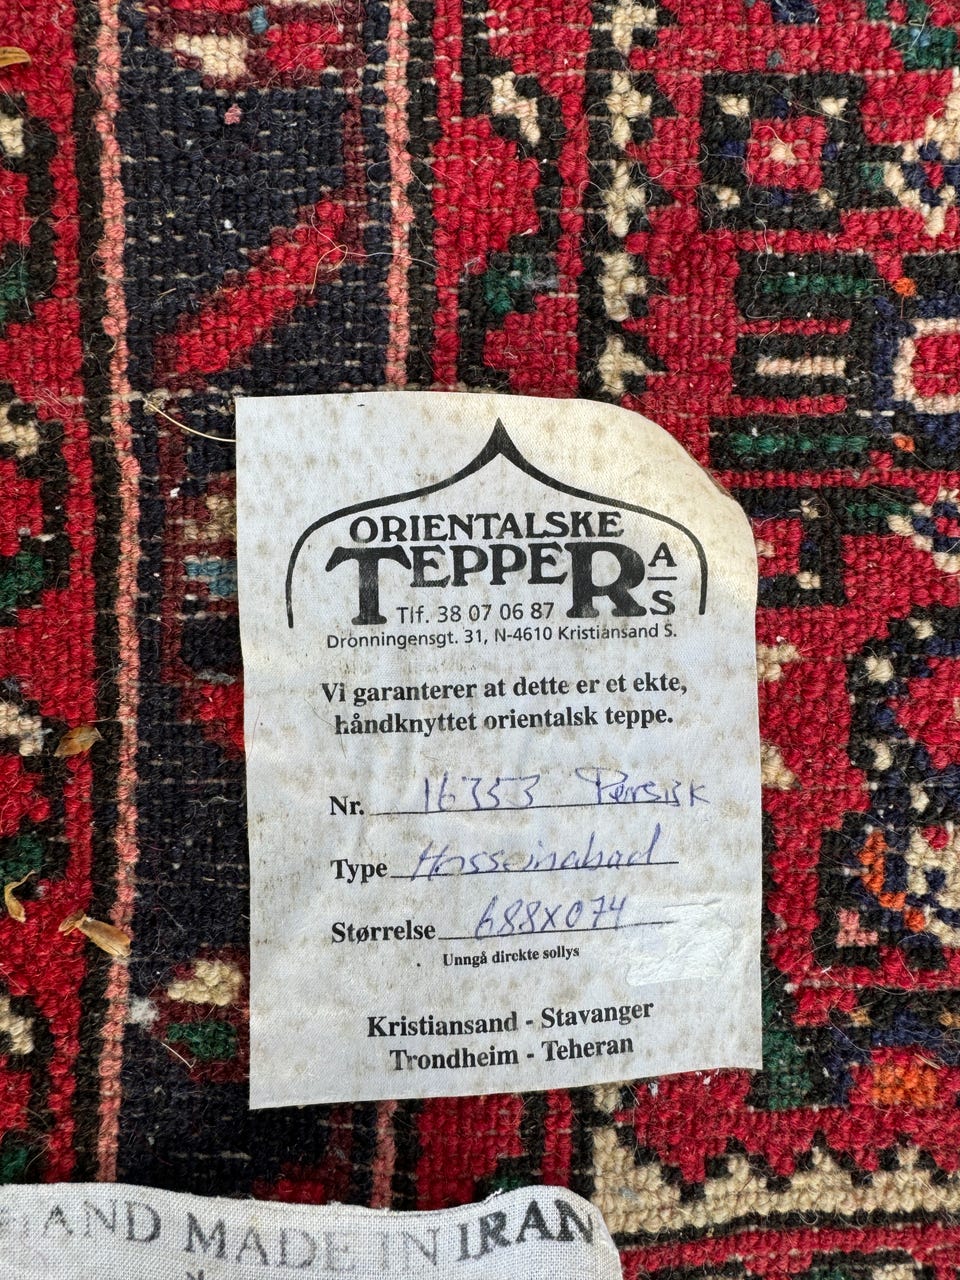 ORIENTALSKE
TEPPER A/S
Tlf. 38 07 06 87
Dronningensgt. 31, N-4610 Kristiansand S.
Vi garanterer at dette er et ekte,
håndknyttet orientalsk teppe.
Nr. 16353 Persisk
Type Hosseinabad
Størrelse 688x074
Unngå direkte sollys
Kristiansand - Stavanger
Trondheim - Teheran
HAND MADE IN IRAN